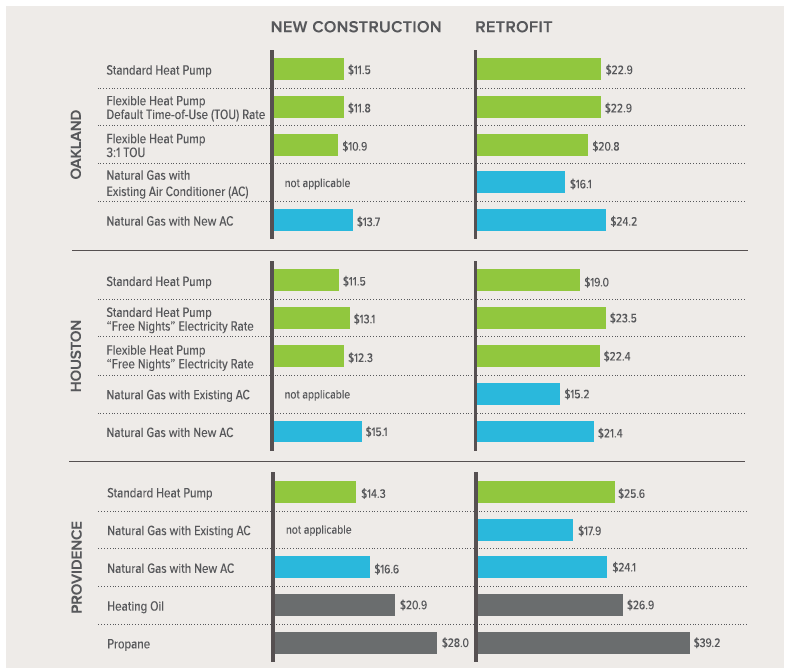 NEW CONSTRUCTION RETROFIT
OAKLAND
Standard Heat Pump $11.5 $22.9
Flexible Heat Pump
Default Time-of-Use (TOU) Rate $11.8 $22.9
Flexible Heat Pump
3:1 TOU $10.9 $20.8
Natural Gas with
Existing Air Conditioner (AC) not applicable $16.1
Natural Gas with New AC $13.7 $24.2
HOUSTON
Standard Heat Pump $11.5 $19.0
Standard Heat Pump
“Free Nights” Electricity Rate $13.1 $23.5
Flexible Heat Pump
“Free Nights” Electricity Rate $12.3 $22.4
Natural Gas with Existing AC not applicable $15.2
Natural Gas with New AC $15.1 $21.4
PROVIDENCE
Standard Heat Pump $14.3 $25.6
Natural Gas with Existing AC not applicable $17.9
Natural Gas with New AC $16.6 $24.1
Heating Oil $20.9 $26.9
Propane $28.0 $39.2